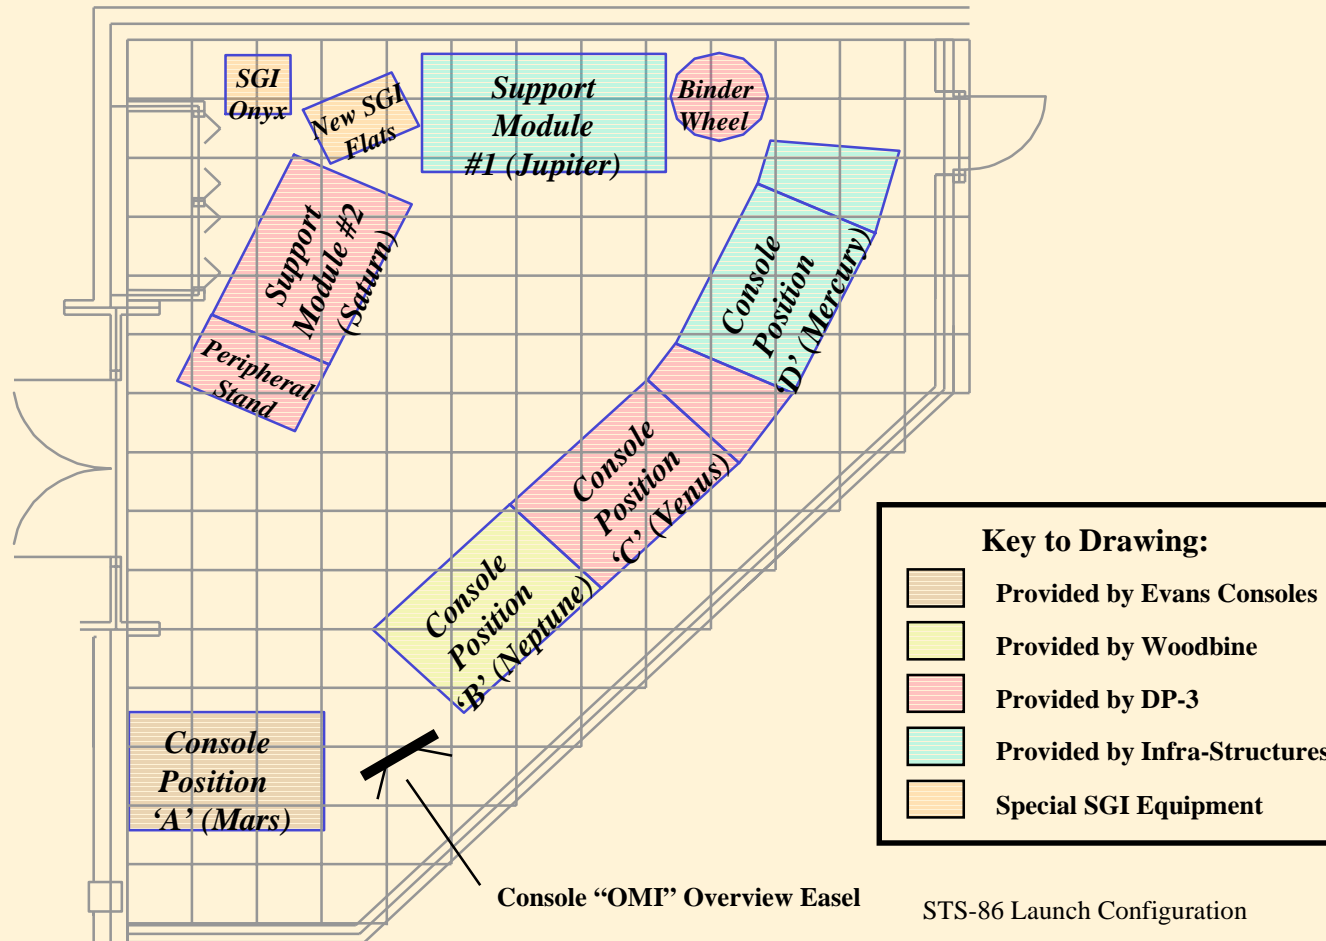 SGI
Onyx
New SGI
Flats
Support
Module
#1 (Jupiter)
Binder
Wheel
Support
Module #2
(Saturn)
Peripheral
Stand
Console
Position
‘D’ (Mercury)
Console
Position
‘C’ (Venus)
Console
Position
‘B’ (Neptune)
Console
Position
‘A’ (Mars)
Console “OMI” Overview Easel
Key to Drawing:
Provided by Evans Consoles
Provided by Woodbine
Provided by DP-3
Provided by Infra-Structures
Special SGI Equipment
STS-86 Launch Configuration